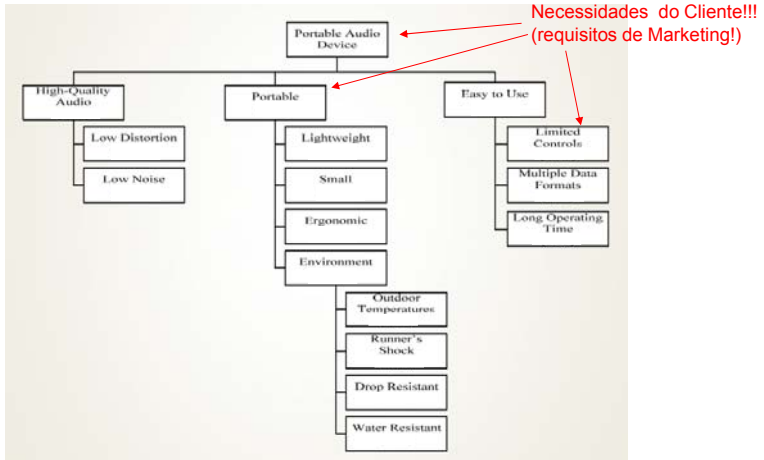 Necessidades do Cliente!!!
(requisitos de Marketing!)
Portable Audio
Device
High-Quality
Audio
Portable
Easy to Use
Low Distortion
Low Noise
Lightweight
Small
Ergonomic
Environment
Outdoor
Temperatures
Runner's
Shock
Drop Resistant
Water Resistant
Limited
Controls
Multiple Data
Formats
Long Operating
Time